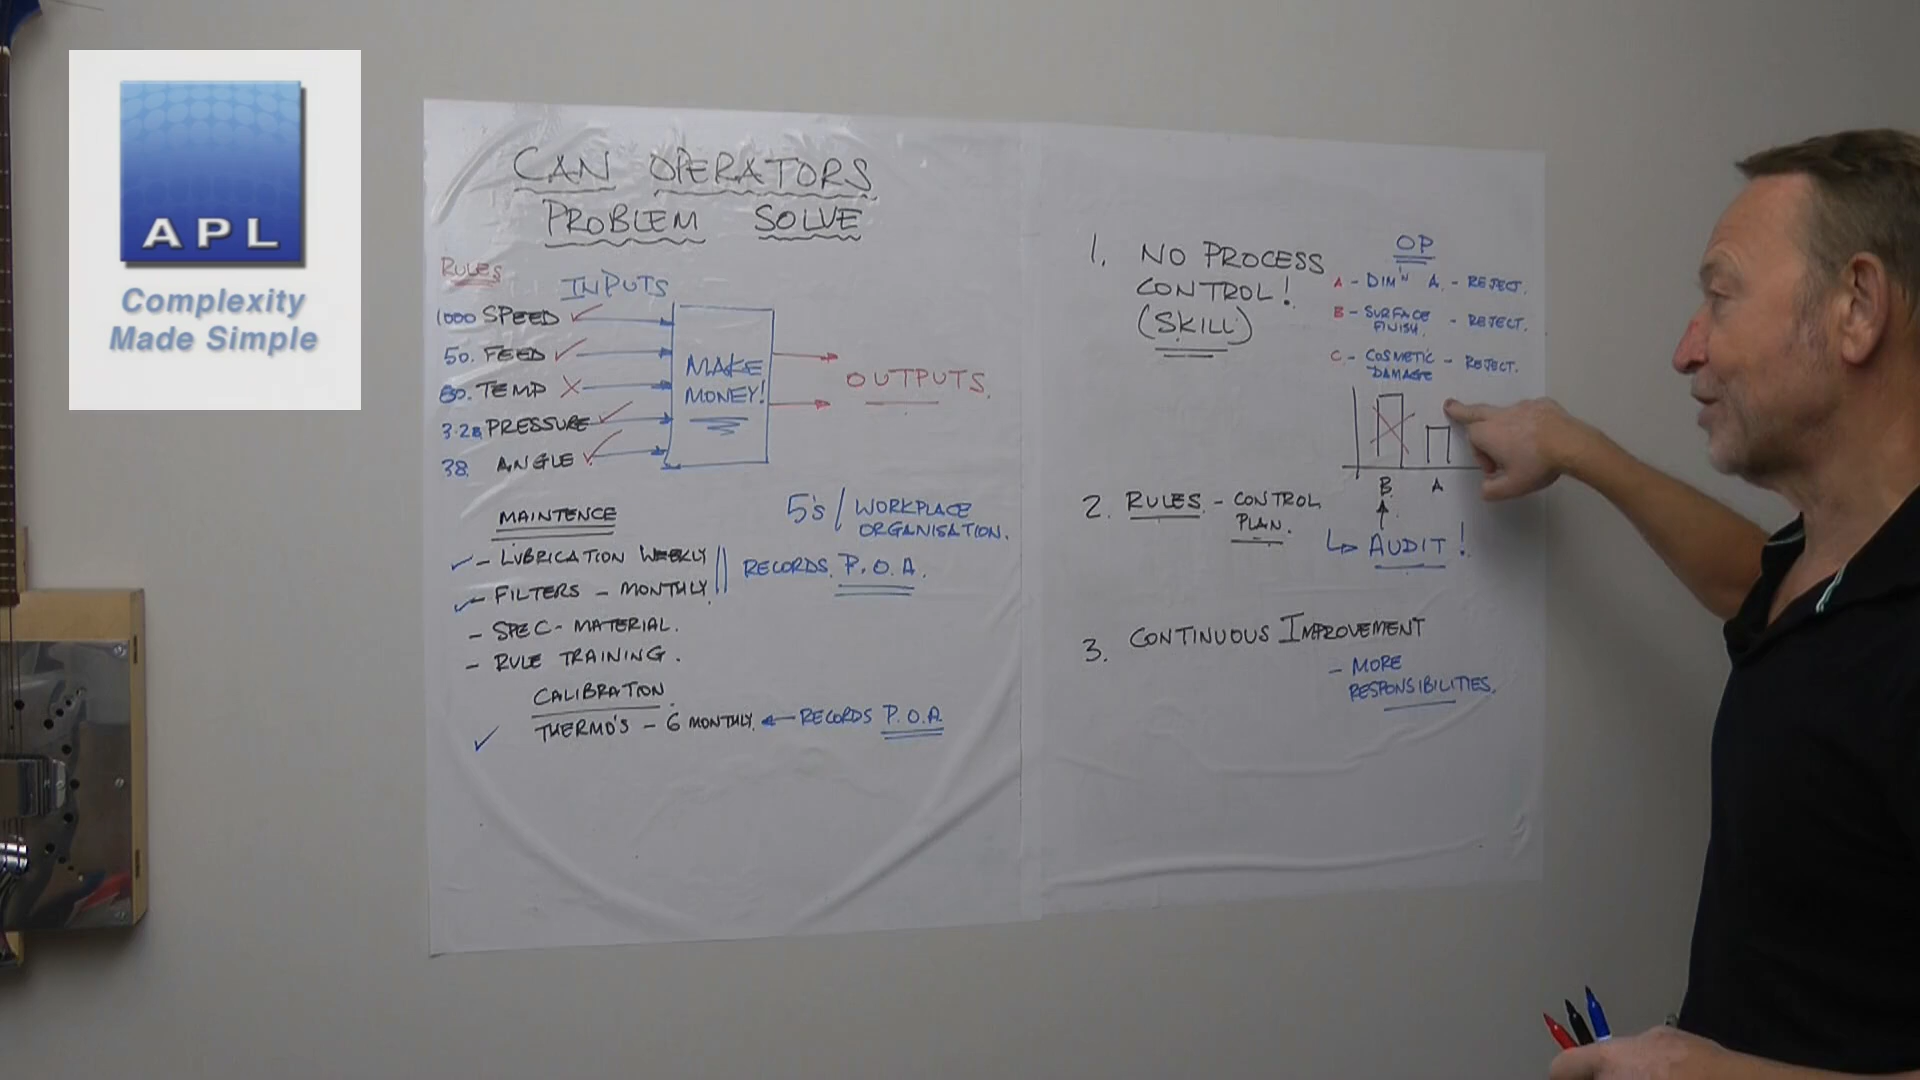 APL
Complexity
Made Simple
CAN OPERATORS
PROBLEM SOLVE
RULES
INPUTS
1000 SPEED
50. FEED
80. TEMP X
3.2B PRESSURE
38. ANGLE
MAKE
MONEY!
OUTPUTS.
MAINTENCE
- LUBRICATION WEEKLY
- FILTERS - MONTHLY.
- SPEC - MATERIAL.
- RULE TRAINING.
5's / WORKPLACE
ORGANISATION.
RECORDS. P.O.A.
CALIBRATION
THERMO'S - 6 MONTHLY.
RECORDS P.O.A
1. NO PROCESS
CONTROL!
(SKILL)
OP
A - DIM'N A. - REJECT.
B - SURFACE
FINISH. - REJECT.
C - COSMETIC
DAMAGE - REJECT.
B A
AUDIT!
2. RULES - CONTROL
PLAN.
3. CONTINUOUS IMPROVEMENT
- MORE
RESPONSIBILITIES.